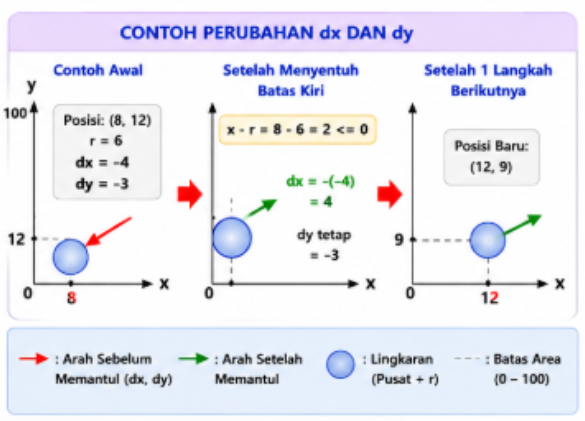 CONTOH PERUBAHAN dx DAN dy
Contoh Awal
y
100
Posisi: (8, 12)
r = 6
dx = -4
dy = -3
12
0
8
x
Setelah Menyentuh
Batas Kiri
x - r = 8 - 6 = 2 <= 0
dx = -(-4)
= 4
dy tetap
= -3
0
x
Setelah 1 Langkah
Berikutnya
Posisi Baru:
(12, 9)
9
0
12
x
: Arah Sebelum
Memantul (dx, dy)
: Arah Setelah
Memantul
: Lingkaran
(Pusat + r)
: Batas Area
(0 – 100)